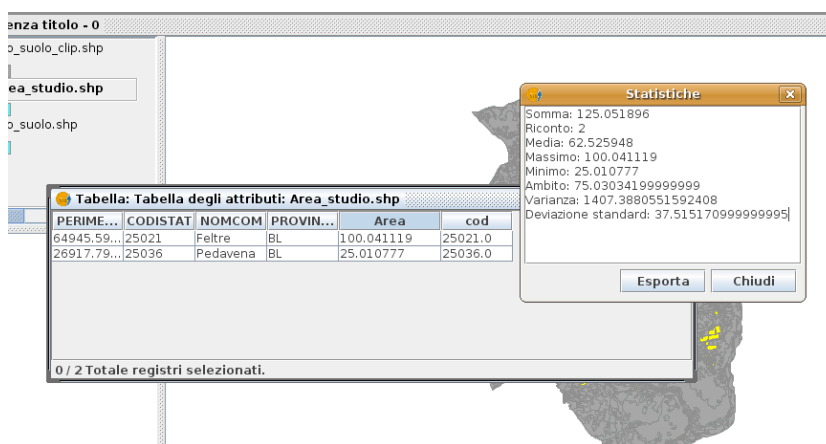 enza titolo - 0
o_suolo_clip.shp
ea_studio.shp
o_suolo.shp
Statistiche
Somma: 125.051896
Riconto: 2
Media: 62.525948
Massimo: 100.041119
Minimo: 25.010777
Ambito: 75.03034199999999
Varianza: 1407.3880551592408
Deviazione standard: 37.515170999999995
Esporta Chiudi
Tabella: Tabella degli attributi: Area_studio.shp
PERIME... CODISTAT NOMCOM PROVIN... Area cod
64945.59... 25021 Feltre BL 100.041119 25021.0
26917.79... 25036 Pedavena BL 25.010777 25036.0
0 / 2 Totale registri selezionati.